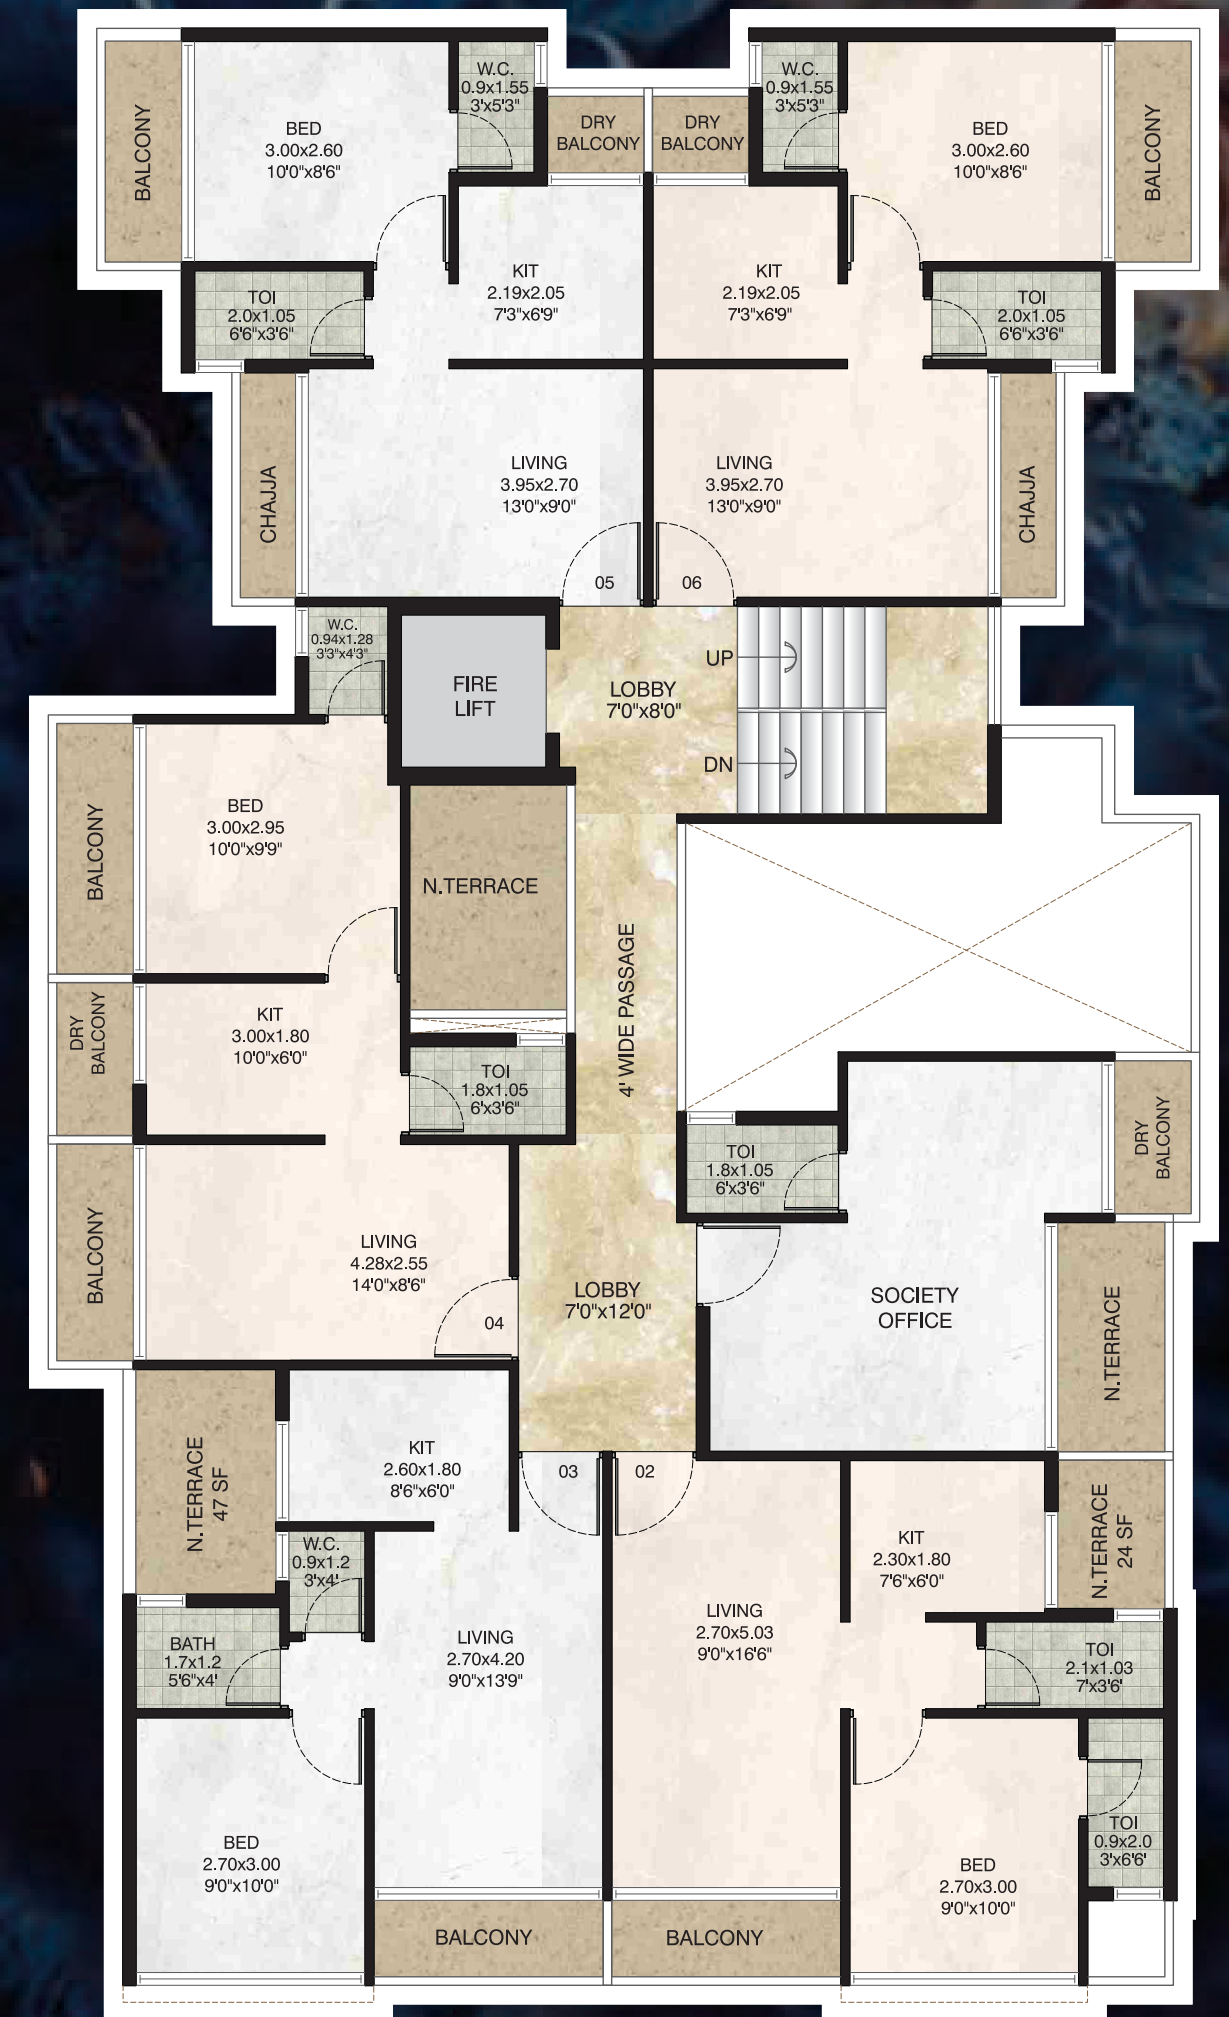 BALCONY
BED
3.00x2.60
10'0"x8'6"
W.C.
0.9x1.55
3'x5'3"
DRY
BALCONY
DRY
BALCONY
W.C.
0.9x1.55
3'x5'3"
BED
3.00x2.60
10'0"x8'6"
BALCONY
TOI
2.0x1.05
6'6"x3'6"
KIT
2.19x2.05
7'3"x6'9"
KIT
2.19x2.05
7'3"x6'9"
TOI
2.0x1.05
6'6"x3'6"
CHAJJA
LIVING
3.95x2.70
13'0"x9'0"
LIVING
3.95x2.70
13'0"x9'0"
CHAJJA
05
06
W.C.
0.94x1.28
3'3"x4'3"
FIRE
LIFT
LOBBY
7'0"x8'0"
UP
DN
BALCONY
BED
3.00x2.95
10'0"x9'9"
N.TERRACE
4' WIDE PASSAGE
DRY
BALCONY
KIT
3.00x1.80
10'0"x6'0"
TOI
1.8x1.05
6'x3'6"
TOI
1.8x1.05
6'x3'6"
DRY
BALCONY
BALCONY
LIVING
4.28x2.55
14'0"x8'6"
04
LOBBY
7'0"x12'0"
SOCIETY
OFFICE
N.TERRACE
N.TERRACE
47 SF
KIT
2.60x1.80
8'6"x6'0"
03
02
KIT
2.30x1.80
7'6"x6'0"
N.TERRACE
24 SF
W.C.
0.9x1.2
3'x4'
BATH
1.7x1.2
5'6"x4'
LIVING
2.70x4.20
9'0"x13'9"
LIVING
2.70x5.03
9'0"x16'6"
TOI
2.1x1.03
7'x3'6'
BED
2.70x3.00
9'0"x10'0"
BED
2.70x3.00
9'0"x10'0"
TOI
0.9x2.0
3'x6'6'
BALCONY
BALCONY